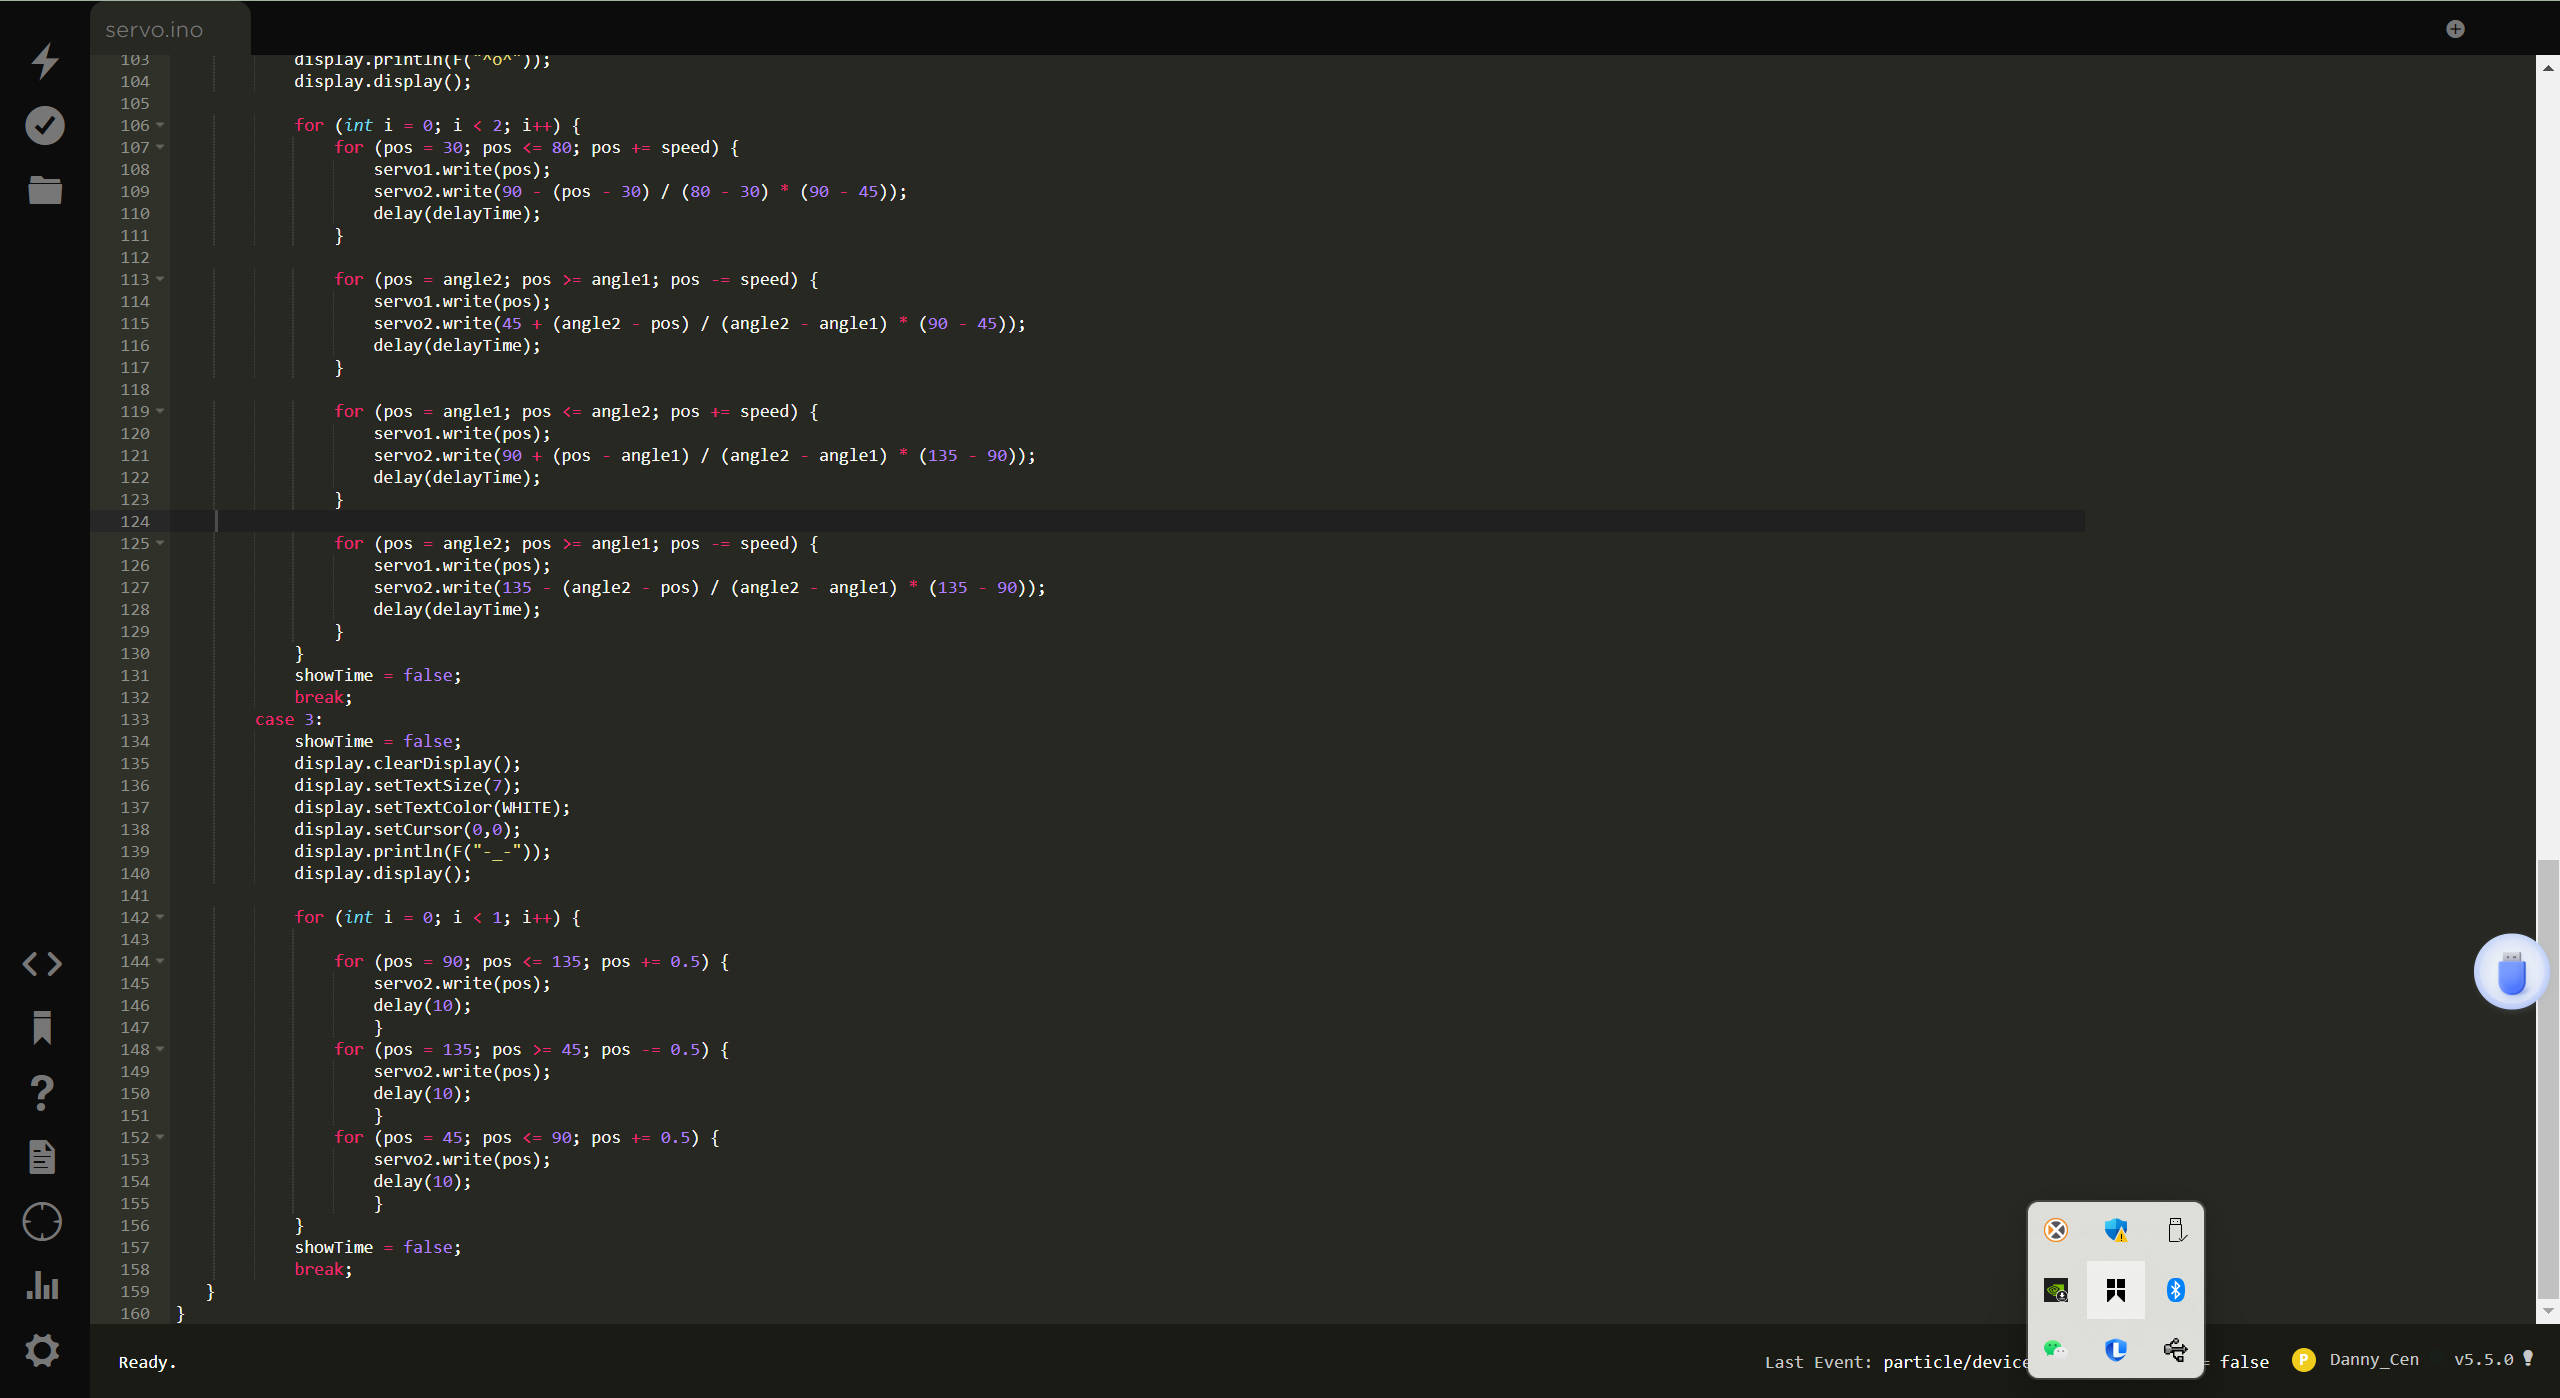 servo.ino
103 display.println(F("^o^"));
104 display.display();
105
106 for (int i = 0; i < 2; i++) {
107 for (pos = 30; pos <= 80; pos += speed) {
108 servo1.write(pos);
109 servo2.write(90 - (pos - 30) / (80 - 30) * (90 - 45));
110 delay(delayTime);
111 }
112
113 for (pos = angle2; pos >= angle1; pos -= speed) {
114 servo1.write(pos);
115 servo2.write(45 + (angle2 - pos) / (angle2 - angle1) * (90 - 45));
116 delay(delayTime);
117 }
118
119 for (pos = angle1; pos <= angle2; pos += speed) {
120 servo1.write(pos);
121 servo2.write(90 + (pos - angle1) / (angle2 - angle1) * (135 - 90));
122 delay(delayTime);
123 }
124
125 for (pos = angle2; pos >= angle1; pos -= speed) {
126 servo1.write(pos);
127 servo2.write(135 - (angle2 - pos) / (angle2 - angle1) * (135 - 90));
128 delay(delayTime);
129 }
130 }
131 showTime = false;
132 break;
133 case 3:
134 showTime = false;
135 display.clearDisplay();
136 display.setTextSize(7);
137 display.setTextColor(WHITE);
138 display.setCursor(0,0);
139 display.println(F("-_-"));
140 display.display();
141
142 for (int i = 0; i < 1; i++) {
143
144 for (pos = 90; pos <= 135; pos += 0.5) {
145 servo2.write(pos);
146 delay(10);
147 }
148 for (pos = 135; pos >= 45; pos -= 0.5) {
149 servo2.write(pos);
150 delay(10);
151 }
152 for (pos = 45; pos <= 90; pos += 0.5) {
153 servo2.write(pos);
154 delay(10);
155 }
156 }
157 showTime = false;
158 break;
159 }
160 }
Ready. Last Event: particle/device = false P Danny_Cen v5.5.0